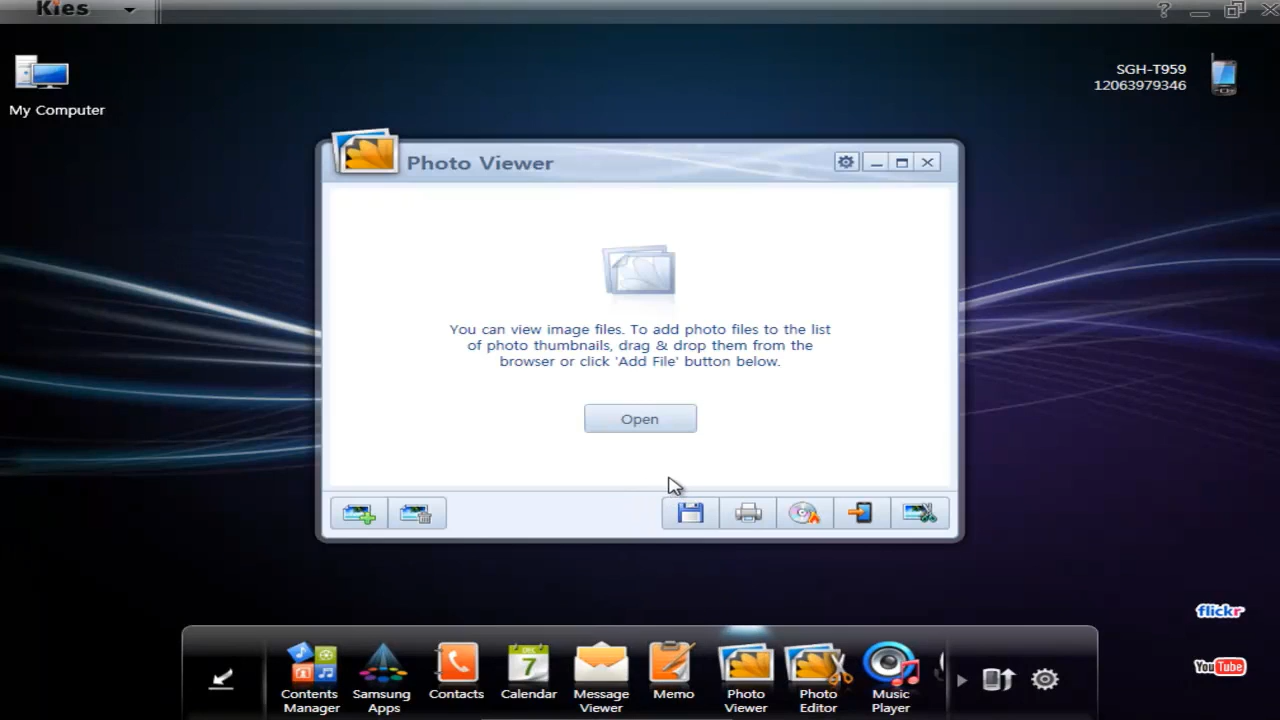 Kies
?
My Computer
SGH-T959
12063979346
Photo Viewer
You can view image files. To add photo files to the list
of photo thumbnails, drag & drop them from the
browser or click 'Add File' button below.
Open
flickr
YouTube
Contents
Manager
Samsung
Apps
Contacts
DEC
7
Calendar
Message
Viewer
Memo
Photo
Viewer
Photo
Editor
Music
Player